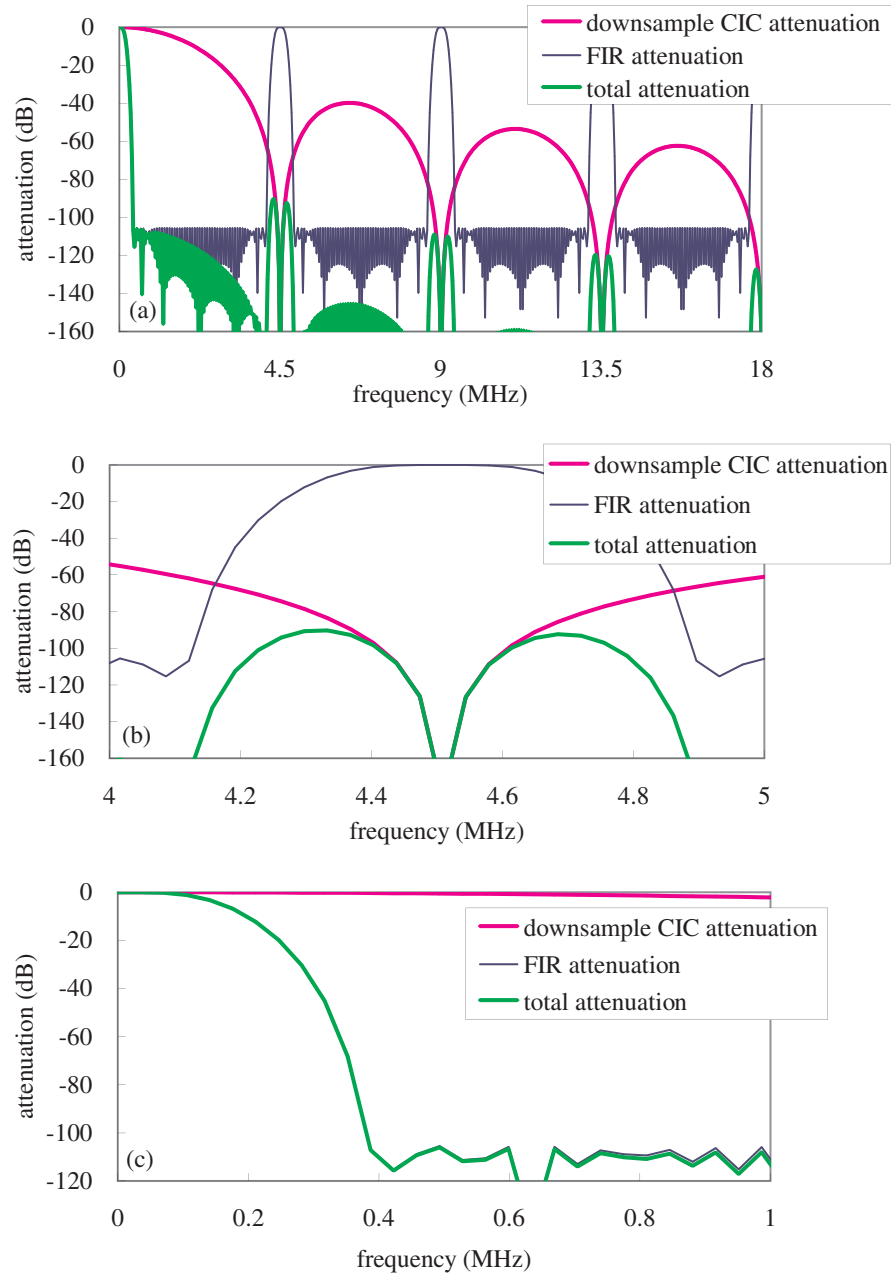 downsample CIC attenuation
FIR attenuation
total attenuation
attenuation (dB)
0
-20
-40
-60
-80
-100
-120
-140
-160
(a)
0
4.5
9
13.5
18
frequency (MHz)
downsample CIC attenuation
FIR attenuation
total attenuation
attenuation (dB)
0
-20
-40
-60
-80
-100
-120
-140
-160
(b)
4
4.2
4.4
4.6
4.8
5
frequency (MHz)
downsample CIC attenuation
FIR attenuation
total attenuation
attenuation (dB)
0
-20
-40
-60
-80
-100
-120
(c)
0
0.2
0.4
0.6
0.8
1
frequency (MHz)